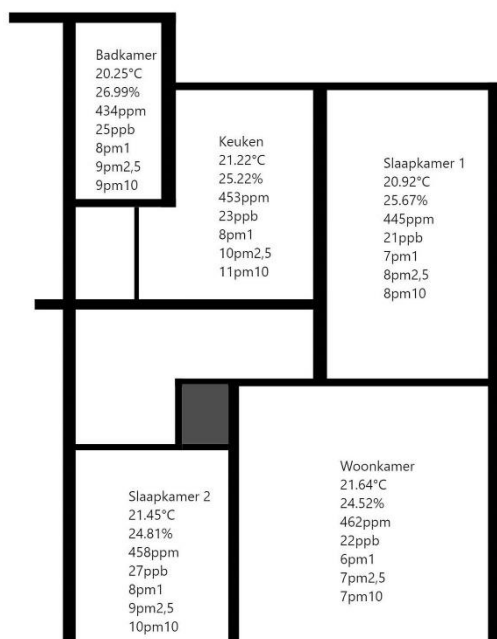 Badkamer
20.25°C
26.99%
434ppm
25ppb
8pm1
9pm2,5
9pm10
Keuken
21.22°C
25.22%
453ppm
23ppb
8pm1
10pm2,5
11pm10
Slaapkamer 1
20.92°C
25.67%
445ppm
21ppb
7pm1
8pm2,5
8pm10
Slaapkamer 2
21.45°C
24.81%
458ppm
27ppb
8pm1
9pm2,5
10pm10
Woonkamer
21.64°C
24.52%
462ppm
22ppb
6pm1
7pm2,5
7pm10